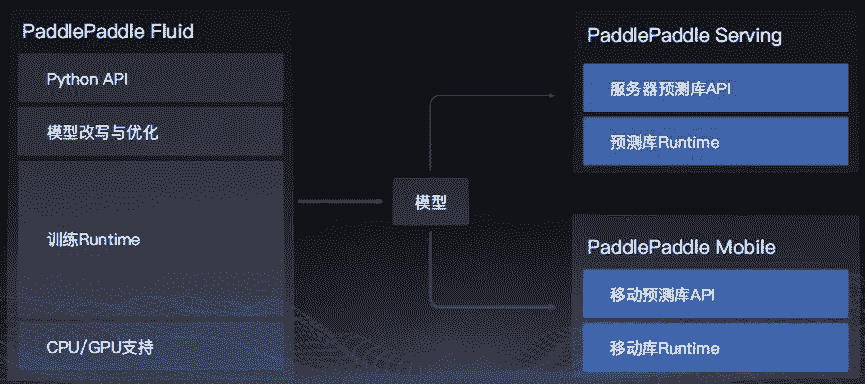 PaddlePaddle Fluid
Python API
模型改写与优化
训练Runtime
CPU/GPU支持
模型
PaddlePaddle Serving
服务器预测库API
预测库Runtime
PaddlePaddle Mobile
移动预测库API
移动库Runtime